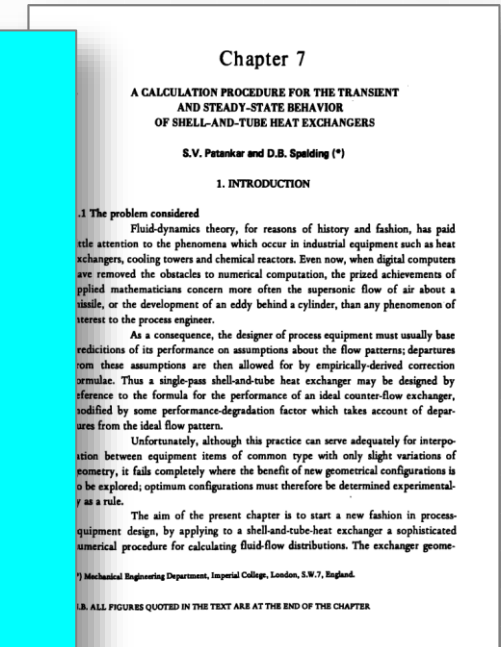 Chapter 7
A CALCULATION PROCEDURE FOR THE TRANSIENT
AND STEADY-STATE BEHAVIOR
OF SHELL-AND-TUBE HEAT EXCHANGERS
S.V. Patankar and D.B. Spalding (*)
1. INTRODUCTION
.1 The problem considered
Fluid-dynamics theory, for reasons of history and fashion, has paid
ttle attention to the phenomena which occur in industrial equipment such as heat
xchangers, cooling towers and chemical reactors. Even now, when digital computers
ave removed the obstacles to numerical computation, the prized achievements of
pplied mathematicians concern more often the supersonic flow of air about a
issile, or the development of an eddy behind a cylinder, than any phenomenon of
terest to the process engineer.
As a consequence, the designer of process equipment must usually base
redicitions of its performance on assumptions about the flow patterns; departures
rom these assumptions are then allowed for by empirically-derived correction
ormulae. Thus a single-pass shell-and-tube heat exchanger may be designed by
eference to the formula for the performance of an ideal counter-flow exchanger,
odified by some performance-degradation factor which takes account of depar-
ures from the ideal flow pattern.
Unfortunately, although this practice can serve adequately for interpo-
ation between equipment items of common type with only slight variations of
eometry, it fails completely where the benefit of new geometrical configurations is
o be explored; optimum configurations must therefore be determined experimental-
y as a rule.
The aim of the present chapter is to start a new fashion in process-
quipment design, by applying to a shell-and-tube-heat exchanger a sophisticated
umerical procedure for calculating fluid-flow distributions. The exchanger geome-
*) Mechanical Engineering Department, Imperial College, London, S.W.7, England.
.B. ALL FIGURES QUOTED IN THE TEXT ARE AT THE END OF THE CHAPTER